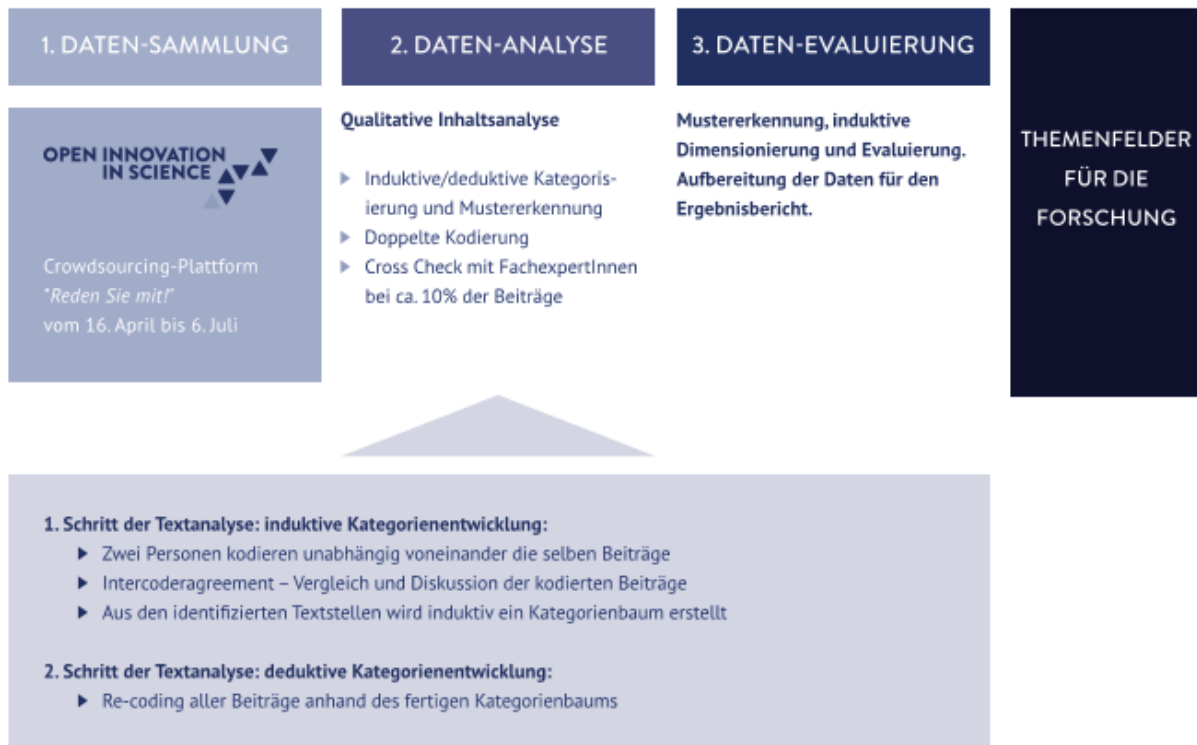 1. DATEN-SAMMLUNG
OPEN INNOVATION
IN SCIENCE
Crowdsourcing-Plattform
"Reden Sie mit!"
vom 16. April bis 6. Juli
2. DATEN-ANALYSE
Qualitative Inhaltsanalyse
Induktive/deduktive Kategoris-
ierung und Mustererkennung
Doppelte Kodierung
Cross Check mit FachexpertInnen
bei ca. 10% der Beiträge
3. DATEN-EVALUIERUNG
Mustererkennung, induktive
Dimensionierung und Evaluierung.
Aufbereitung der Daten für den
Ergebnisbericht.
THEMENFELDER
FÜR DIE
FORSCHUNG
1. Schritt der Textanalyse: induktive Kategorienentwicklung:
Zwei Personen kodieren unabhängig voneinander die selben Beiträge
Intercoderagreement – Vergleich und Diskussion der kodierten Beiträge
Aus den identifizierten Textstellen wird induktiv ein Kategorienbaum erstellt
2. Schritt der Textanalyse: deduktive Kategorienentwicklung:
Re-coding aller Beiträge anhand des fertigen Kategorienbaums